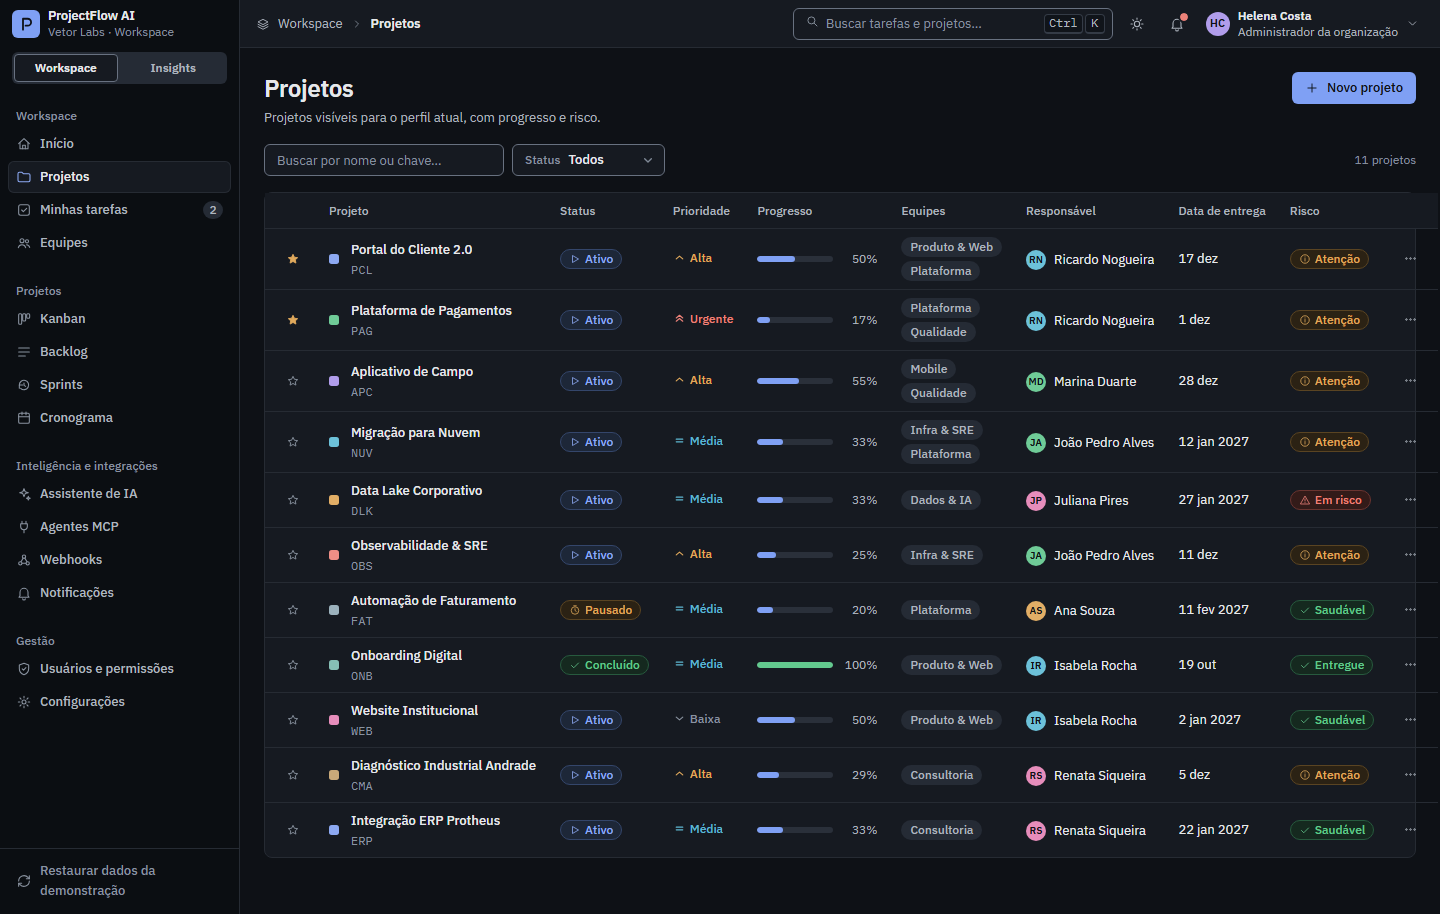 ProjectFlow AI
Vetor Labs · Workspace
Workspace
Insights
Workspace
Início
Projetos
Minhas tarefas
2
Equipes
Projetos
Kanban
Backlog
Sprints
Cronograma
Inteligência e integrações
Assistente de IA
Agentes MCP
Webhooks
Notificações
Gestão
Usuários e permissões
Configurações
Restaurar dados da
demonstração
Workspace > Projetos
Buscar tarefas e projetos... Ctrl K
HC
Helena Costa
Administrador da organização
Projetos
Projetos visíveis para o perfil atual, com progresso e risco.
+ Novo projeto
Buscar por nome ou chave...
Status Todos
11 projetos
Projeto Status Prioridade Progresso Equipes Responsável Data de entrega Risco
Portal do Cliente 2.0
PCL
Ativo Alta 50%
Produto & Web
Plataforma
RN Ricardo Nogueira 17 dez Atenção ...
Plataforma de Pagamentos
PAG
Ativo Urgente 17%
Plataforma
Qualidade
RN Ricardo Nogueira 1 dez Atenção ...
Aplicativo de Campo
APC
Ativo Alta 55%
Mobile
Qualidade
MD Marina Duarte 28 dez Atenção ...
Migração para Nuvem
NUV
Ativo Média 33%
Infra & SRE
Plataforma
JA João Pedro Alves 12 jan 2027 Atenção ...
Data Lake Corporativo
DLK
Ativo Média 33% Dados & IA JP Juliana Pires 27 jan 2027 Em risco ...
Observabilidade & SRE
OBS
Ativo Alta 25% Infra & SRE JA João Pedro Alves 11 dez Atenção ...
Automação de Faturamento
FAT
Pausado Média 20% Plataforma AS Ana Souza 11 fev 2027 Saudável ...
Onboarding Digital
ONB
Concluído Média 100% Produto & Web IR Isabela Rocha 19 out Entregue ...
Website Institucional
WEB
Ativo Baixa 50% Produto & Web IR Isabela Rocha 2 jan 2027 Saudável ...
Diagnóstico Industrial Andrade
CMA
Ativo Alta 29% Consultoria RS Renata Siqueira 5 dez Atenção ...
Integração ERP Protheus
ERP
Ativo Média 33% Consultoria RS Renata Siqueira 22 jan 2027 Saudável ...